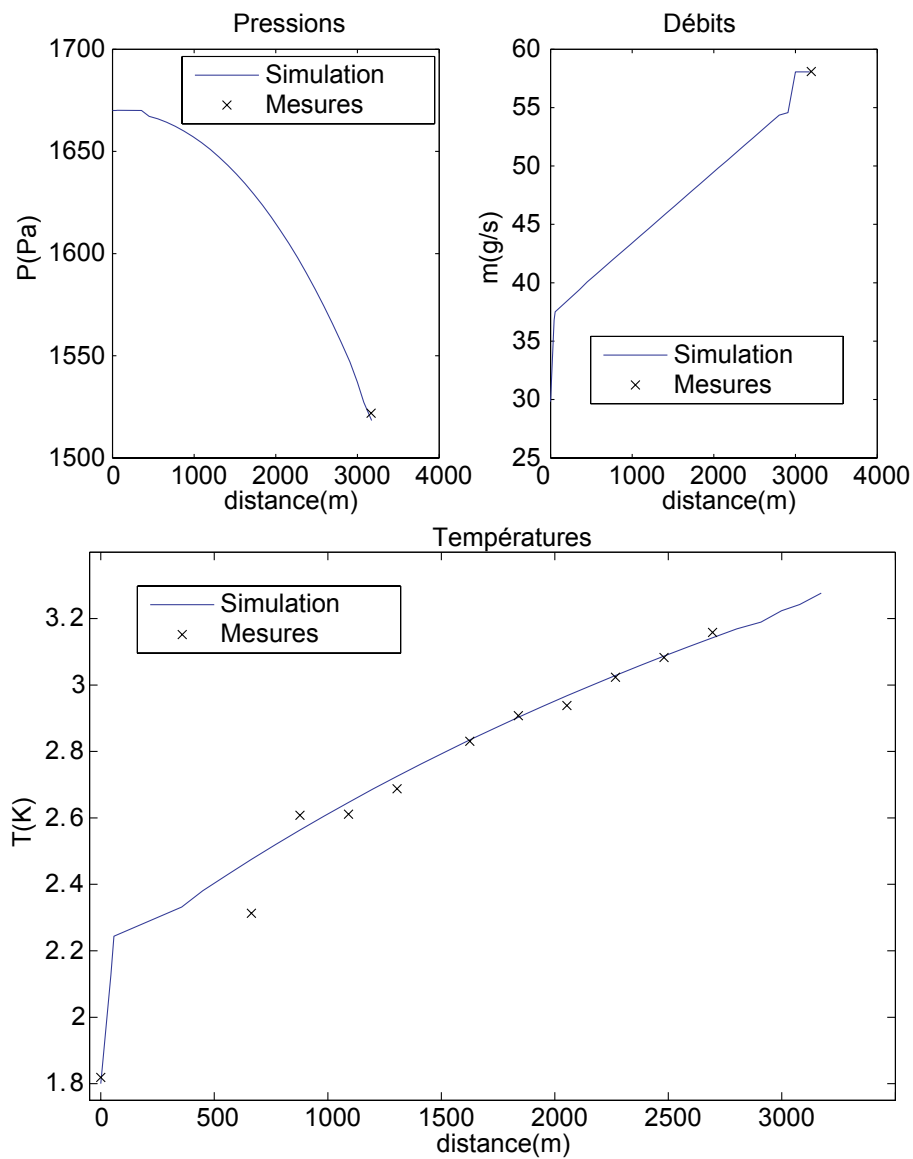 Pressions
1700
1650
1600
1550
1500
P(Pa)
Simulation
Mesures
0 1000 2000 3000 4000
distance(m)
Débits
60
55
50
45
40
35
30
25
m(g/s)
Simulation
Mesures
0 1000 2000 3000 4000
distance(m)
Températures
3.2
3
2.8
2.6
2.4
2.2
2
1.8
T(K)
Simulation
Mesures
0 500 1000 1500 2000 2500 3000
distance(m)